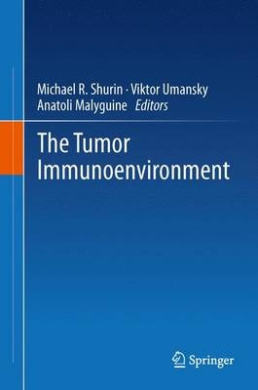 Michael R. Shurin · Viktor Umansky
Anatoli Malyguine Editors
The Tumor
Immunoenvironment
Springer